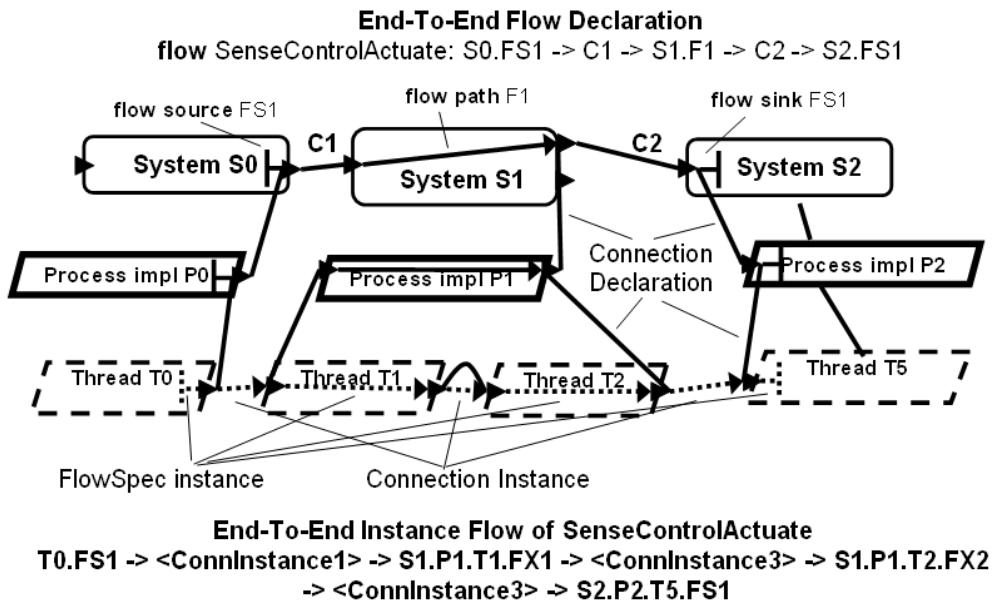 End-To-End Flow Declaration
flow SenseControlActuate: S0.FS1 -> C1 -> S1.F1 -> C2 -> S2.FS1
flow source FS1
flow path F1
flow sink FS1
C1
C2
System S0
System S1
System S2
Connection
Declaration
Process impl P0
Process impl P1
Process impl P2
Thread T0
Thread T1
Thread T2
Thread T5
FlowSpec instance
Connection Instance
End-To-End Instance Flow of SenseControlActuate
T0.FS1 -> <ConnInstance1> -> S1.P1.T1.FX1 -> <ConnInstance3> -> S1.P1.T2.FX2
-> <ConnInstance3> -> S2.P2.T5.FS1